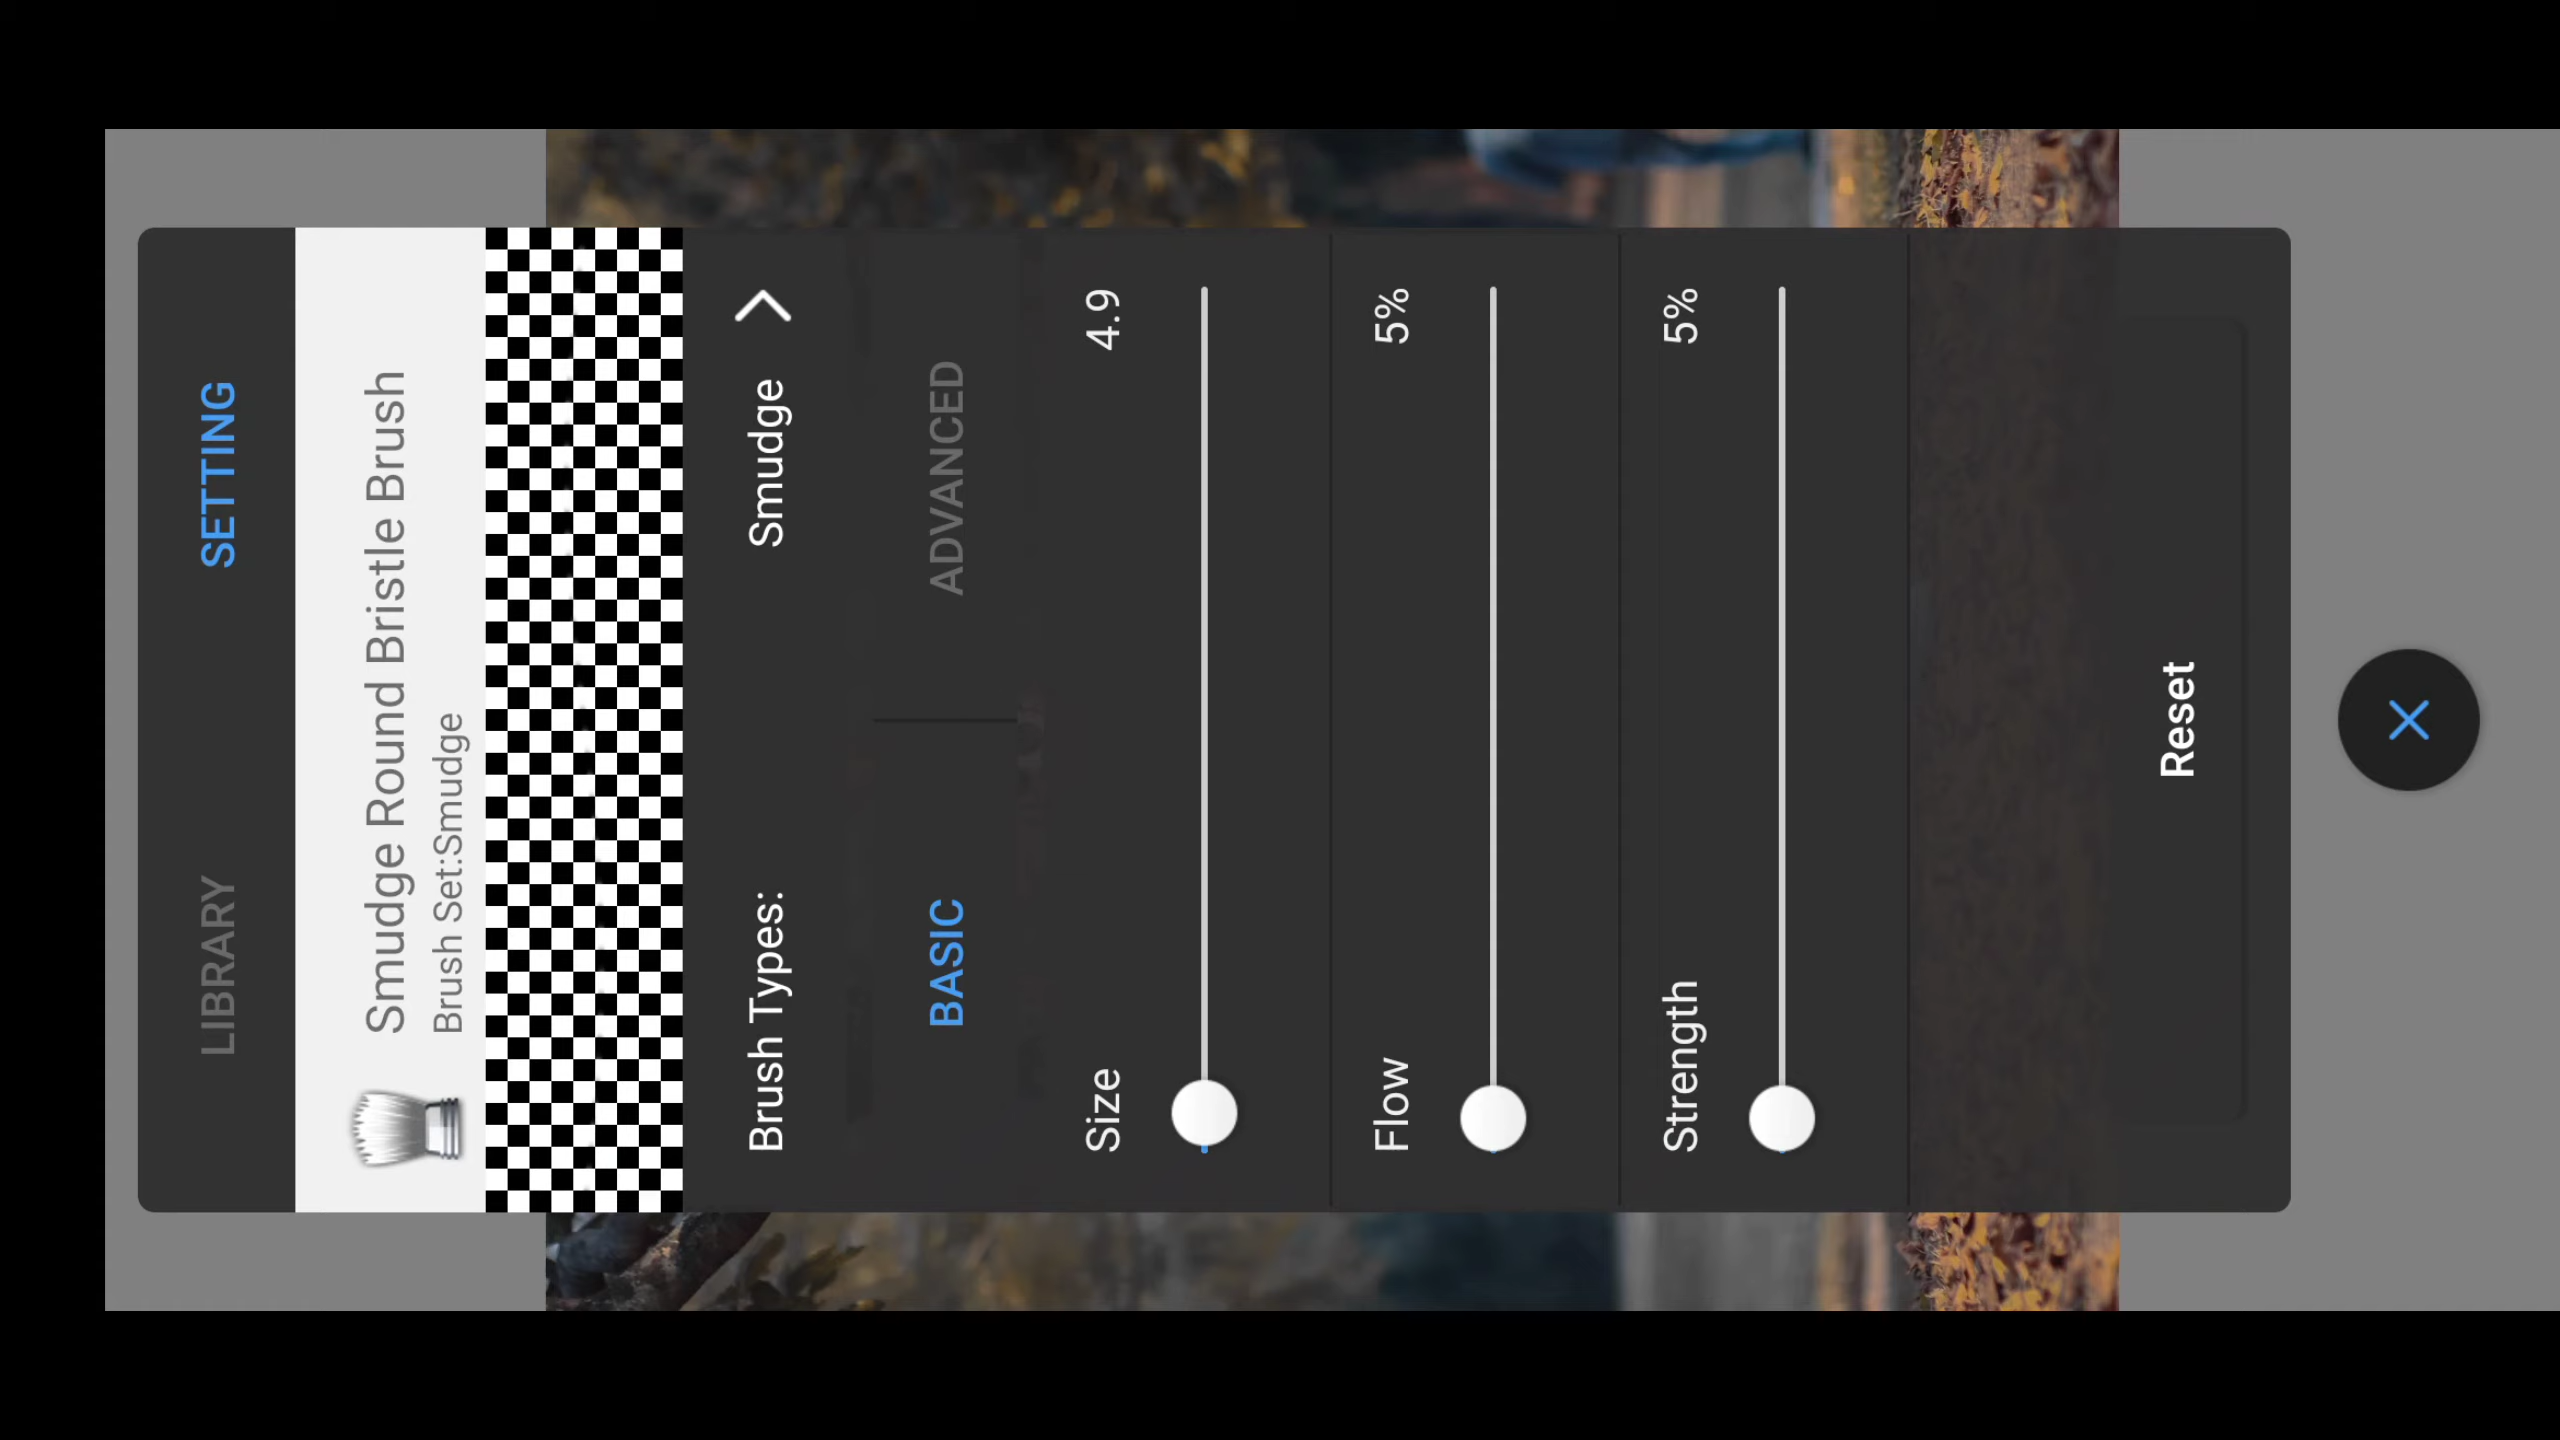 LIBRARY SETTING
Smudge Round Bristle Brush
Brush Set:Smudge
Brush Types: Smudge
BASIC ADVANCED
Size 4.9
Flow 5%
Strength 5%
Reset